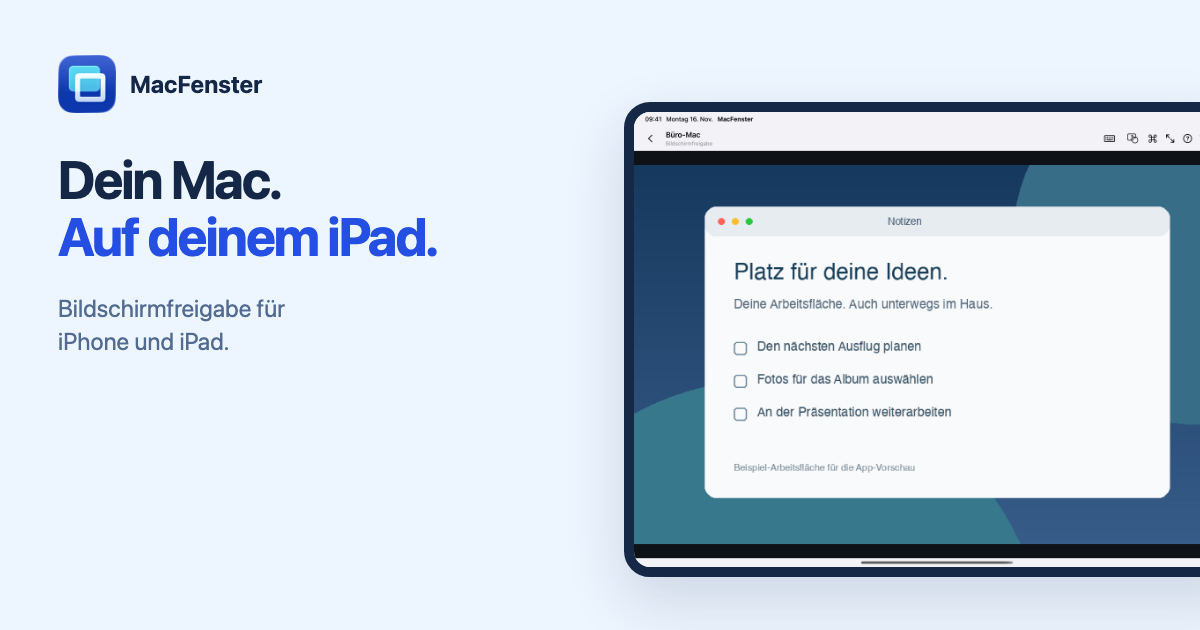 MacFenster
Dein Mac.
Auf deinem iPad.
Bildschirmfreigabe für
iPhone und iPad.
09:41 Montag 16. Nov. MacFenster
Büro-Mac
Bildschirmfreigabe
Notizen
Platz für deine Ideen.
Deine Arbeitsfläche. Auch unterwegs im Haus.
Den nächsten Ausflug planen
Fotos für das Album auswählen
An der Präsentation weiterarbeiten
Beispiel-Arbeitsfläche für die App-Vorschau